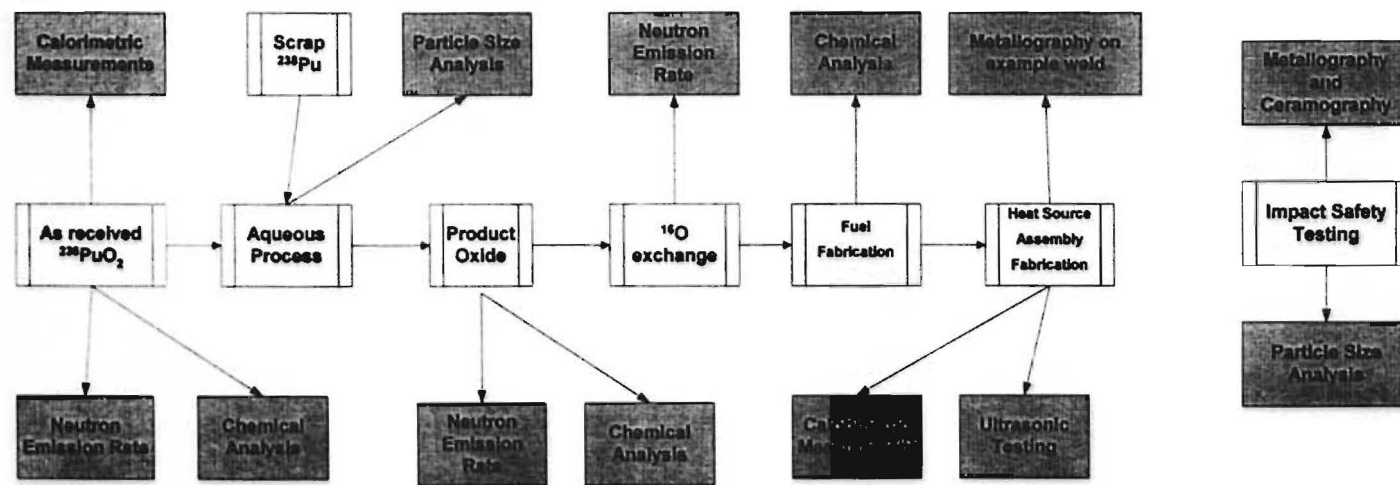 Calorimetric
Measurements
Scrap
²³⁸Pu
Particle Size
Analysis
Neutron
Emission
Rate
Chemical
Analysis
Metallography on
example weld
Metallography
and
Ceramography
As received
²³⁸PuO₂
Aqueous
Process
Product
Oxide
¹⁶O
exchange
Fuel
Fabrication
Heat Source
Assembly
Fabrication
Impact Safety
Testing
Neutron
Emission Rate
Chemical
Analysis
Neutron
Emission
Rate
Chemical
Analysis
Ultrasonic
Testing
Particle Size
Analysis